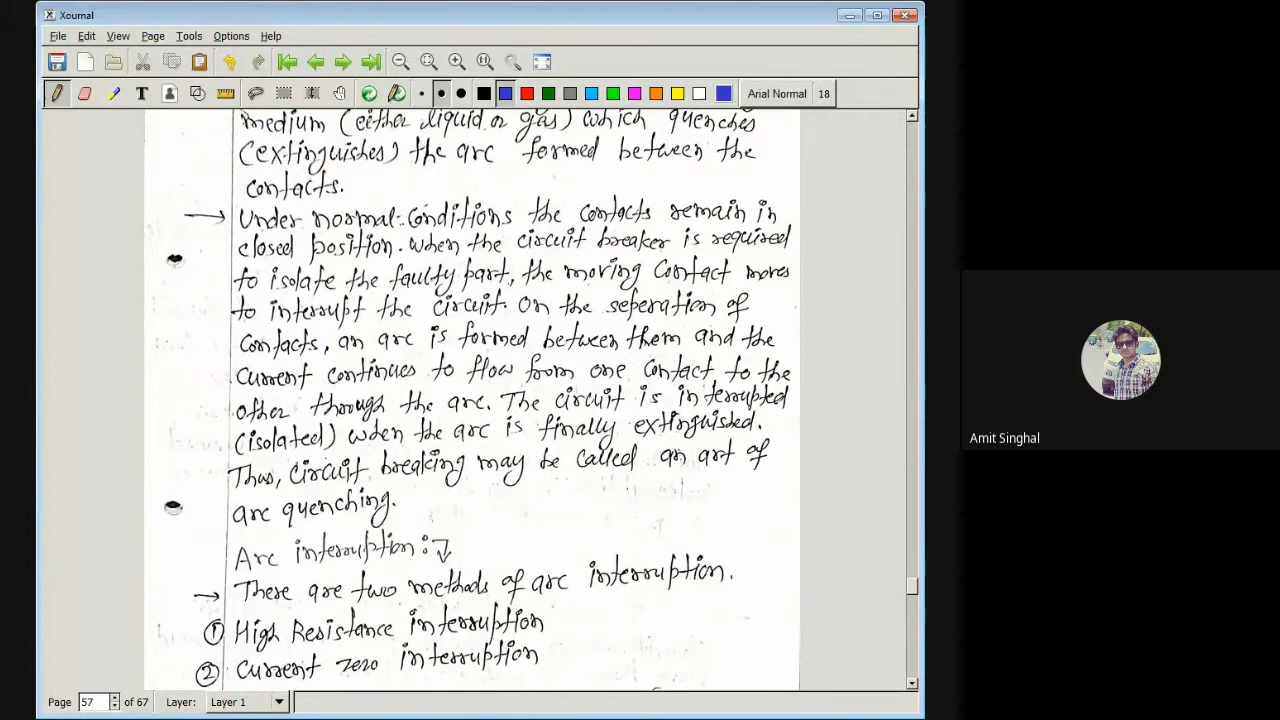 Xournal
File Edit View Page Tools Options Help
Arial Normal 18
medium (either liquid or gas) which quenches
(extinguishes) the arc formed between the
contacts.
→ Under normal conditions the contacts remain in
closed position. when the circuit breaker is required
to isolate the faulty part, the moving contact moves
to interrupt the circuit. On the seperation of
contacts, an arc is formed between them and the
current continues to flow from one contact to the
other through the arc. The circuit is interrupted
(isolated) when the arc is finally extinguished.
Thus, circuit breaking may be called an art of
arc quenching.
Arc interruption :-
→ There are two methods of arc interruption.
① High Resistance interruption
② Current zero interruption
Page 57 of 67 Layer: Layer 1
Amit Singhal